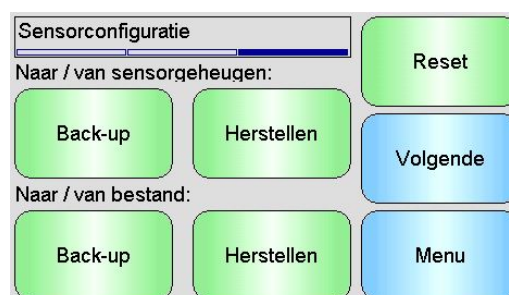 Sensorconfiguratie
Reset
Naar / van sensorgeheugen:
Back-up
Herstellen
Volgende
Naar / van bestand:
Back-up
Herstellen
Menu